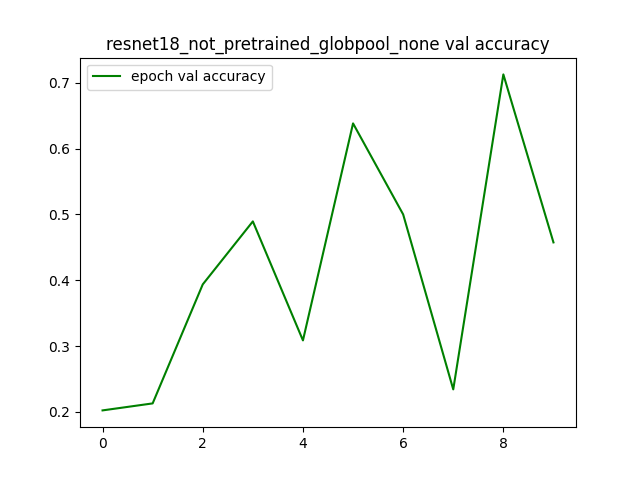 resnet18_not_pretrained_globpool_none val accuracy
epoch val accuracy
0.7
0.6
0.5
0.4
0.3
0.2
0 2 4 6 8